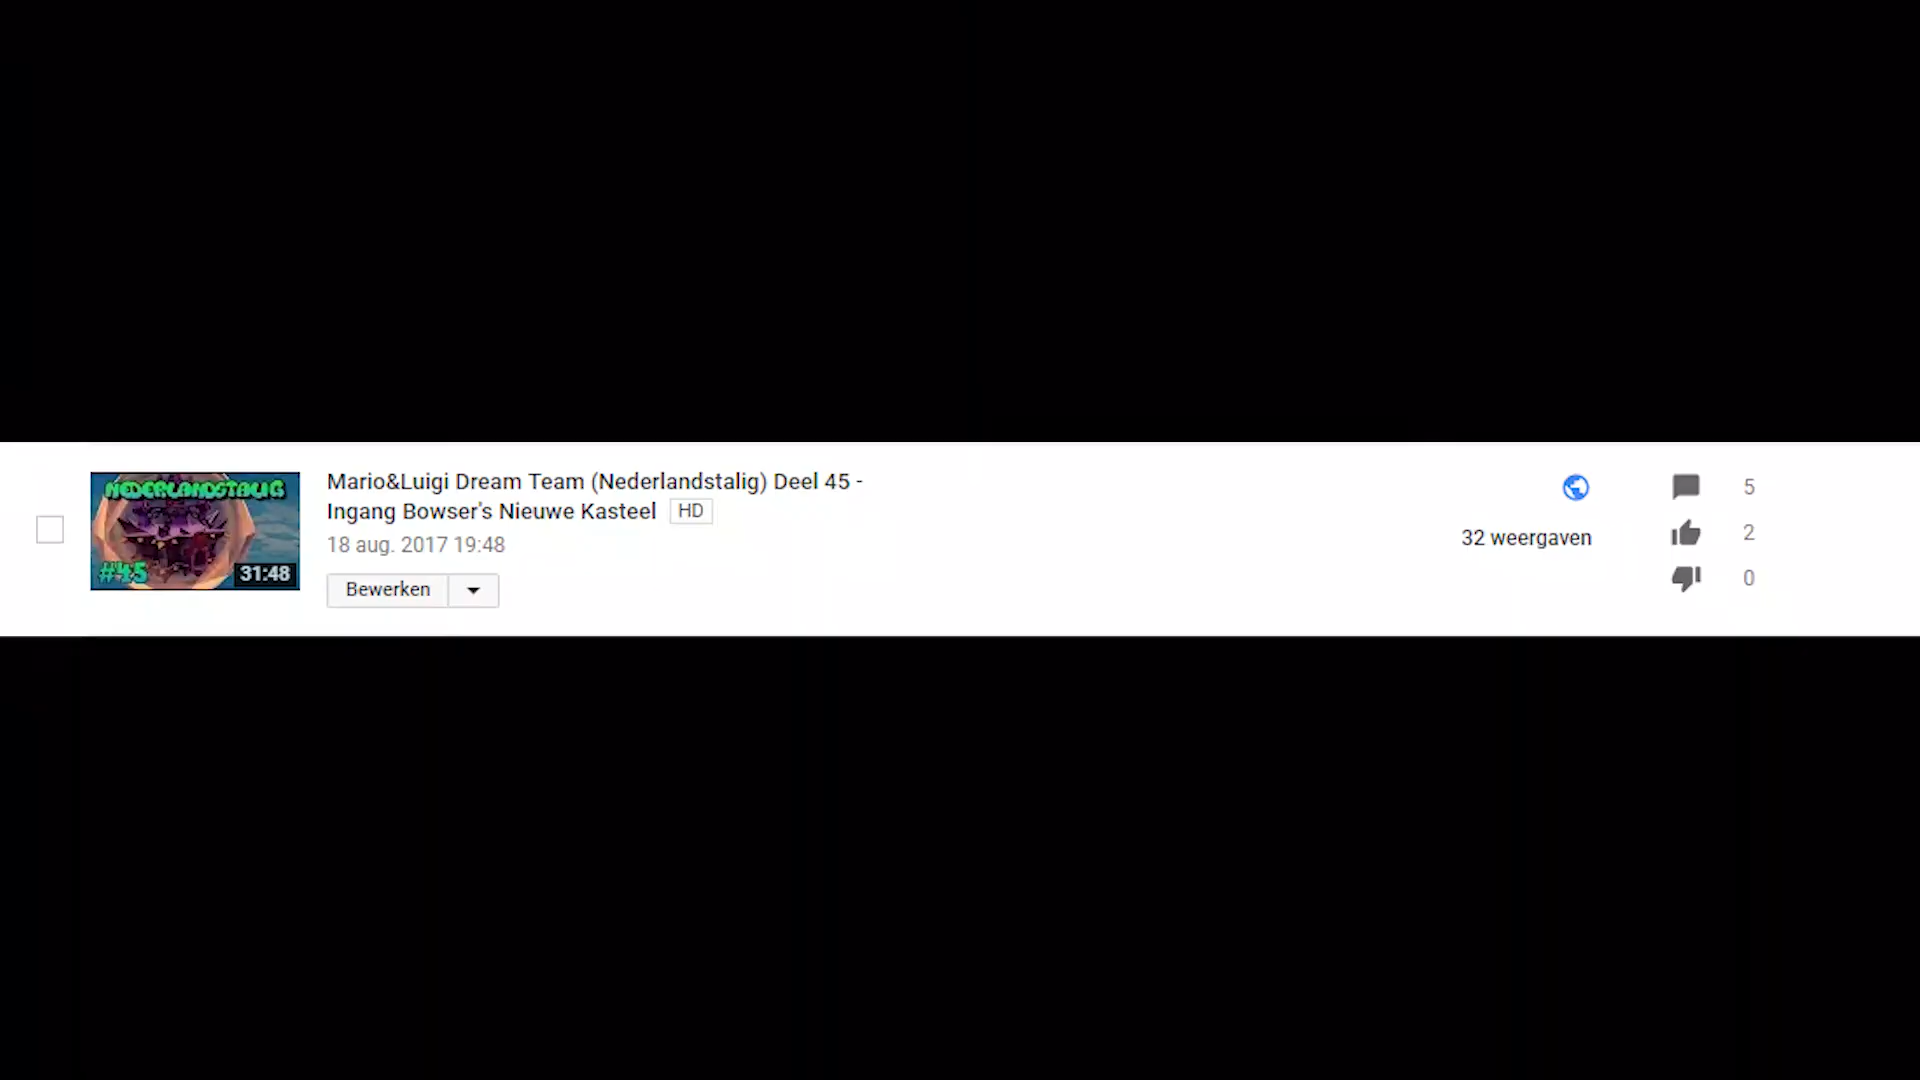 NEDERLANDSTALIG
#45
31:48
Mario&Luigi Dream Team (Nederlandstalig) Deel 45 -
Ingang Bowser's Nieuwe Kasteel HD
18 aug. 2017 19:48
Bewerken
32 weergaven
5
2
0